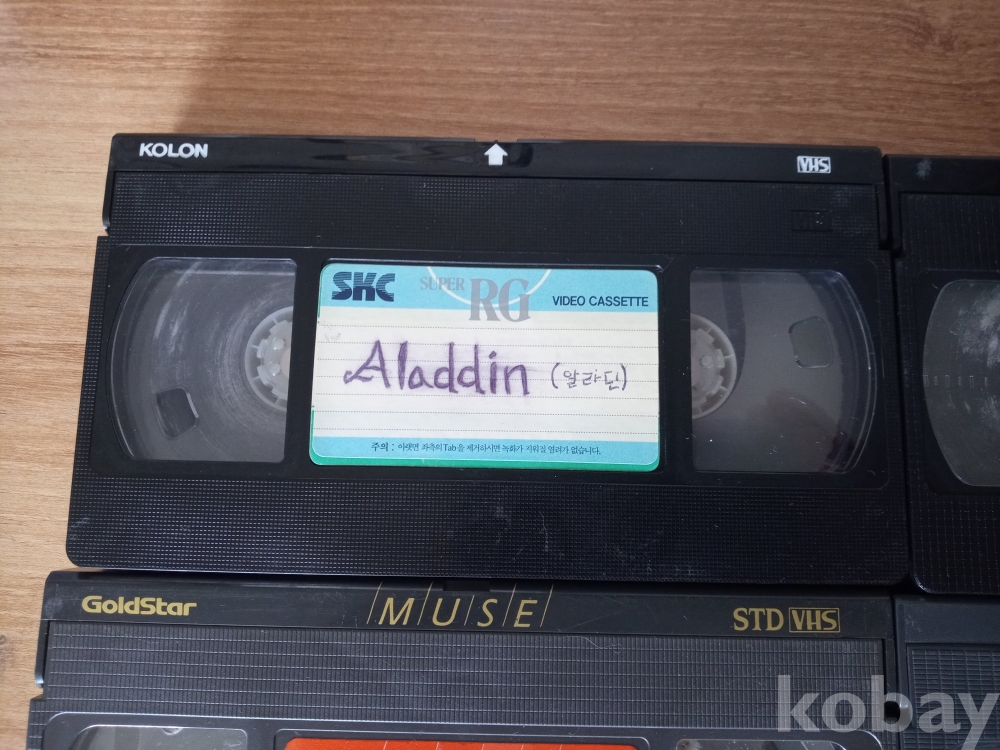 KOLON
VHS
SKC SUPER RG VIDEO CASSETTE
Aladdin (알라딘)
주의 : 아랫면 좌측의 Tab을 제거하시면 녹화가 지워질 염려가 없습니다.
GoldStar MUSE STD VHS
kobay